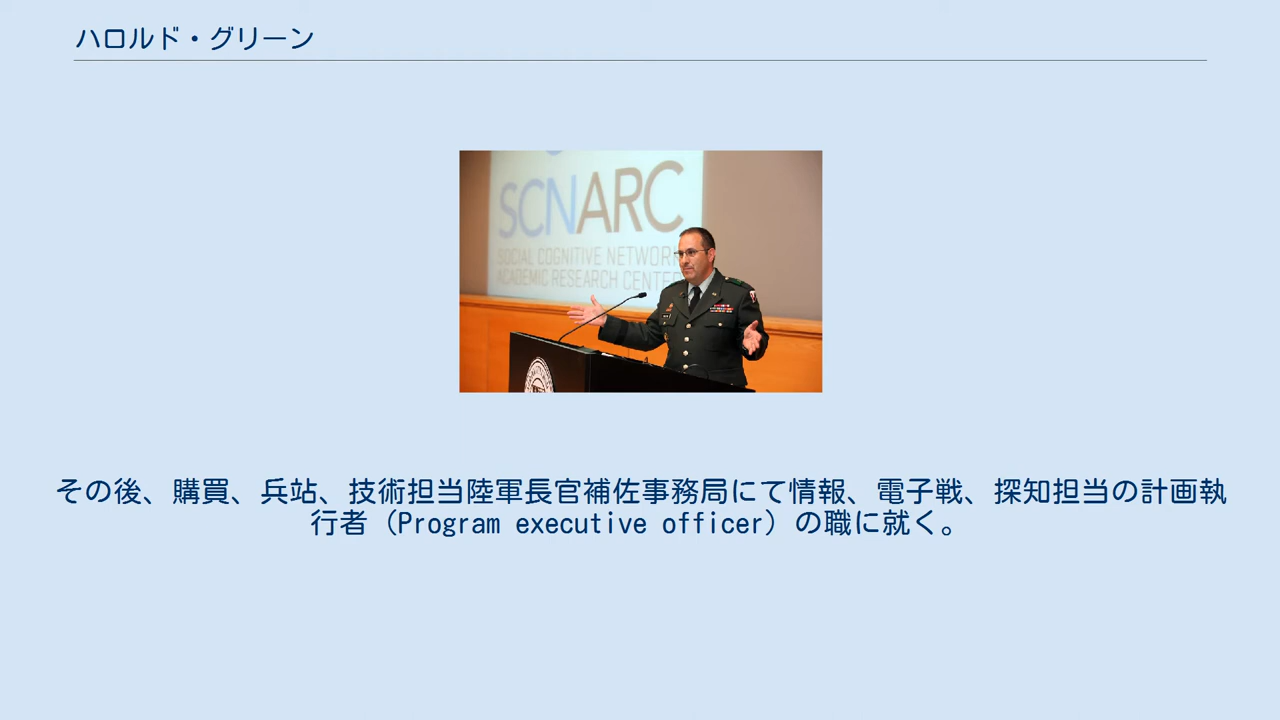 ハロルド・グリーン
SCNARC
SOCIAL COGNITIVE NETWORK
ACADEMIC RESEARCH CENTE
その後、購買、兵站、技術担当陸軍長官補佐事務局にて情報、電子戦、探知担当の計画執
行者（Program executive officer）の職に就く。